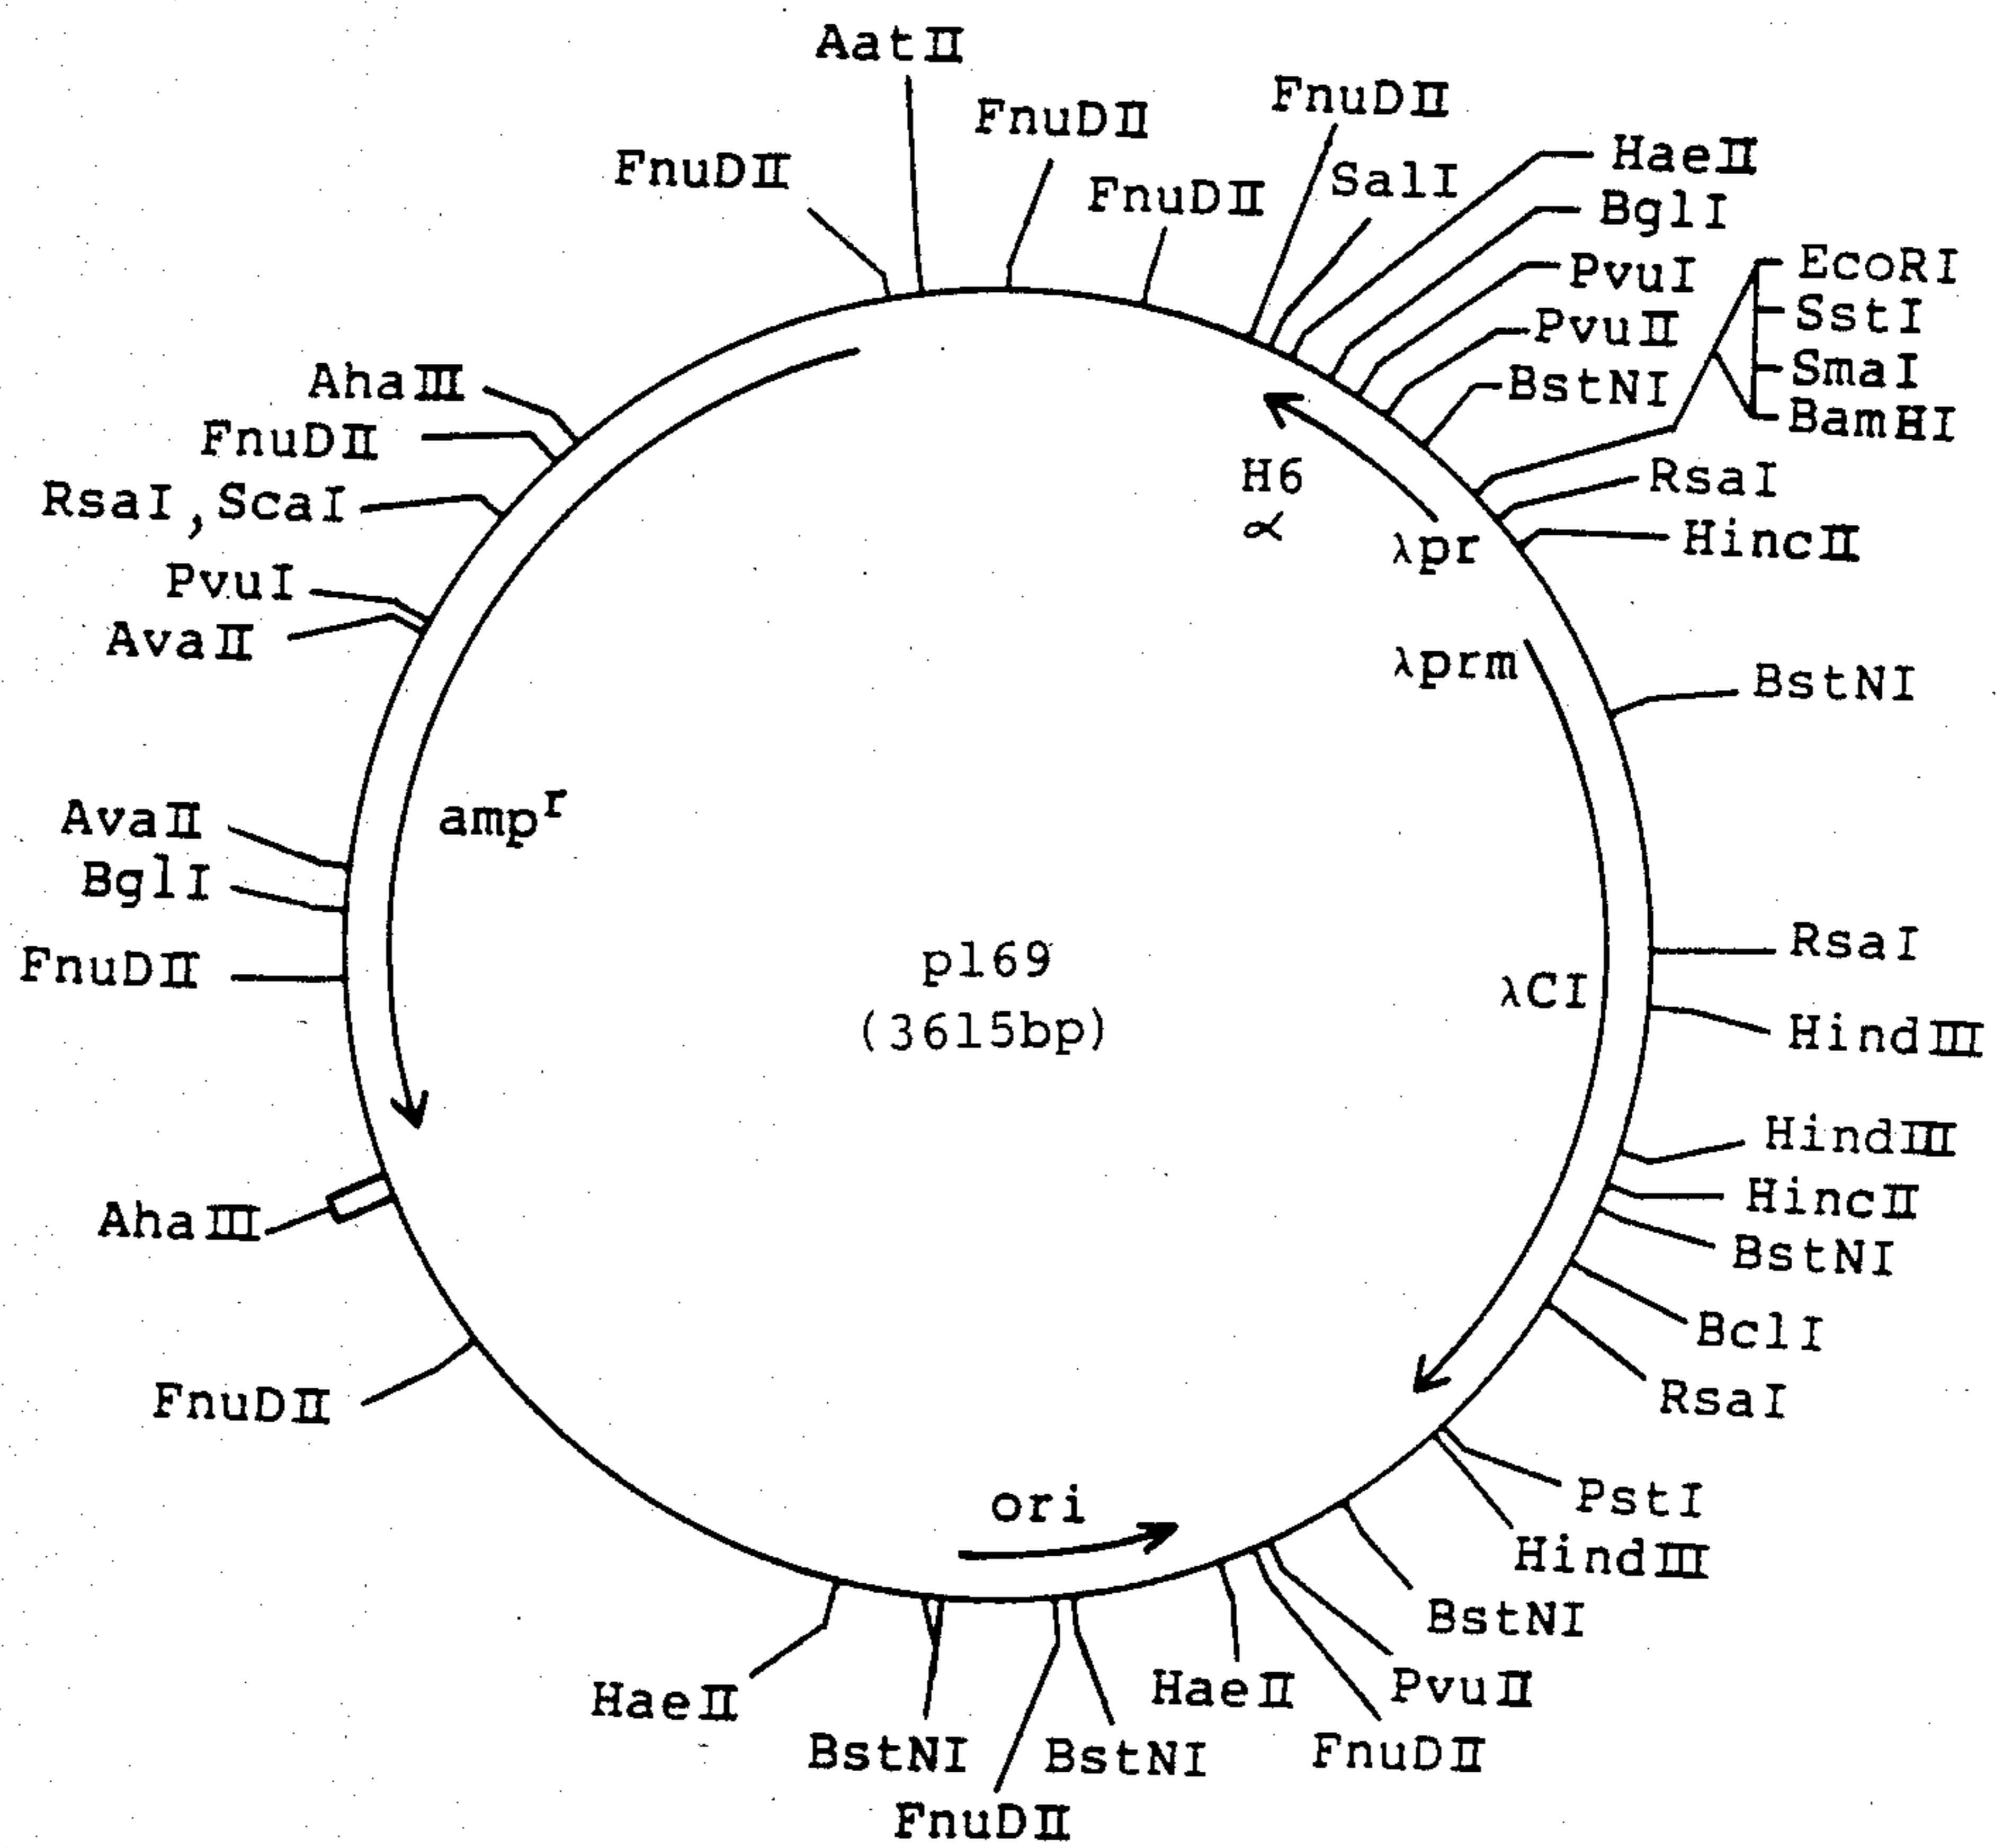 AatII
FnuDII
FnuDII
HaeII
FnuDII
SalI
FnuDII
BglI
PvuI
EcoRI
SstI
PvuII
SmaI
AhaIII
BstNI
BamHI
FnuDII
H6
α
RsaI
RsaI,ScaI
λpr
HincII
PvuI
AvaII
λprm
BstNI
AvaII
ampʳ
BglI
FnuDII
p169
RsaI
(3615bp)
λCI
HindIII
HindIII
HincII
AhaIII
BstNI
BclI
FnuDII
RsaI
ori
PstI
HindIII
BstNI
HaeII
HaeII
PvuII
BstNI
BstNI
FnuDII
FnuDII